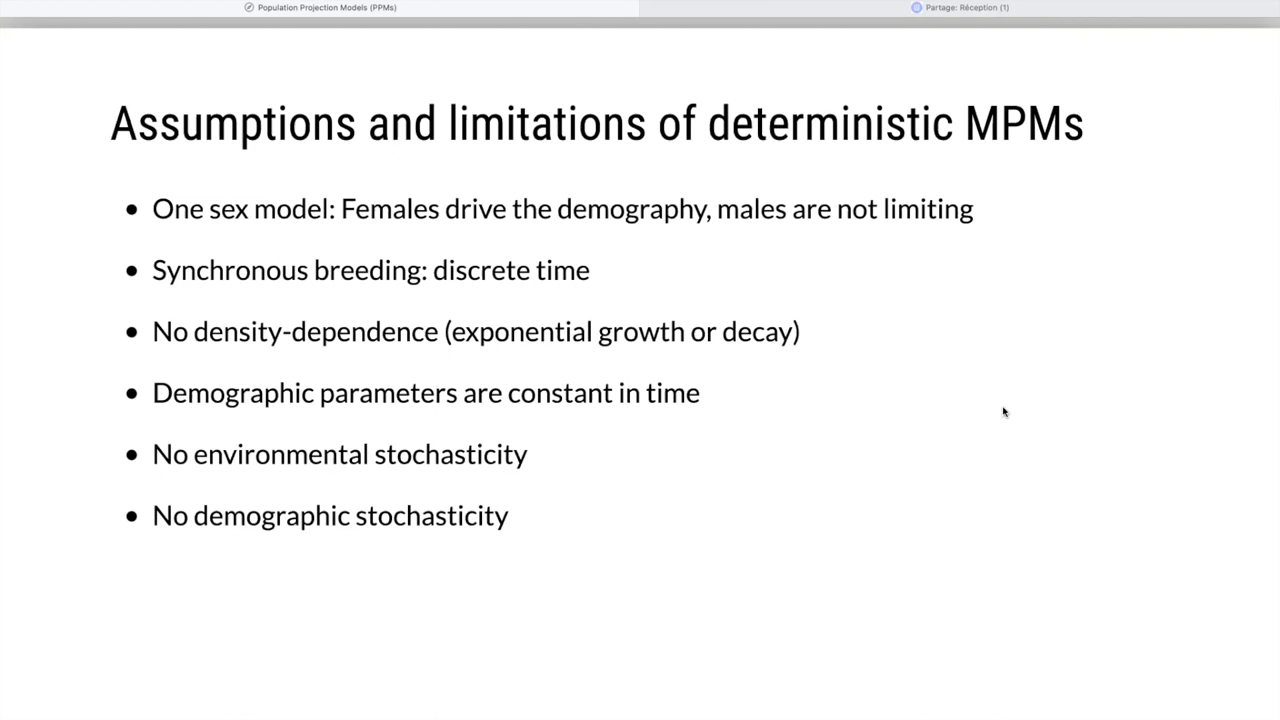 Population Projection Models (PPMs)
Partage: Réception (1)
Assumptions and limitations of deterministic MPMs
• One sex model: Females drive the demography, males are not limiting
• Synchronous breeding: discrete time
• No density-dependence (exponential growth or decay)
• Demographic parameters are constant in time
• No environmental stochasticity
• No demographic stochasticity